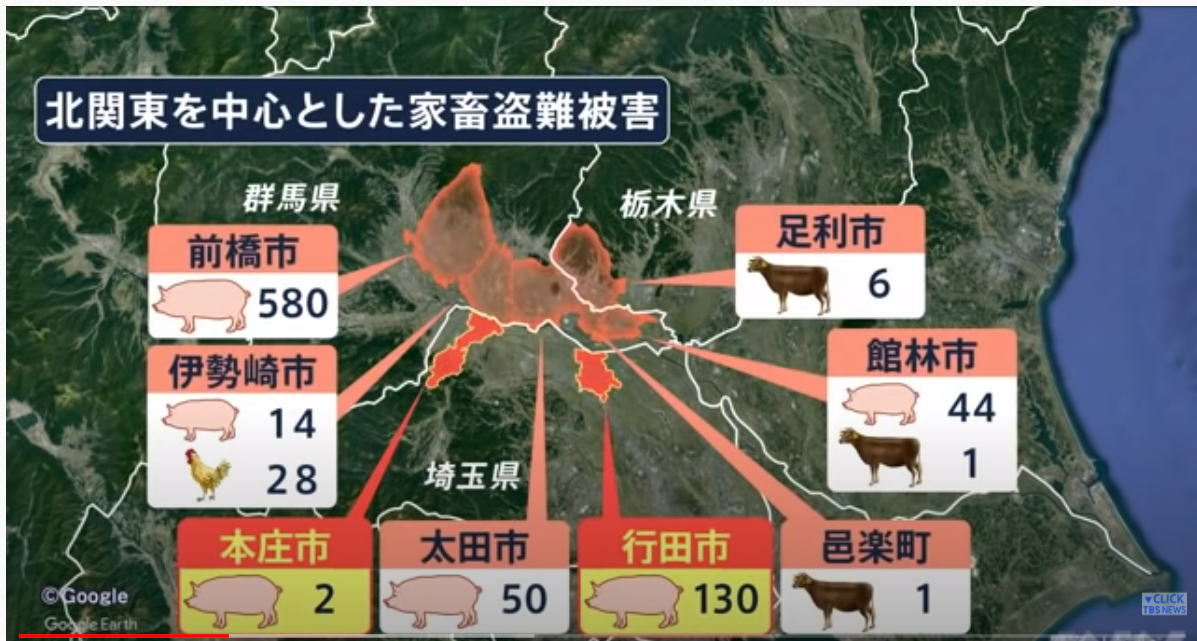 北関東を中心とした家畜盗難被害
群馬県
栃木県
前橋市
580
足利市
6
伊勢崎市
14
28
館林市
44
1
埼玉県
本庄市
2
太田市
50
行田市
130
邑楽町
1
©Google
Google Earth
▼CLICK
TBS NEWS